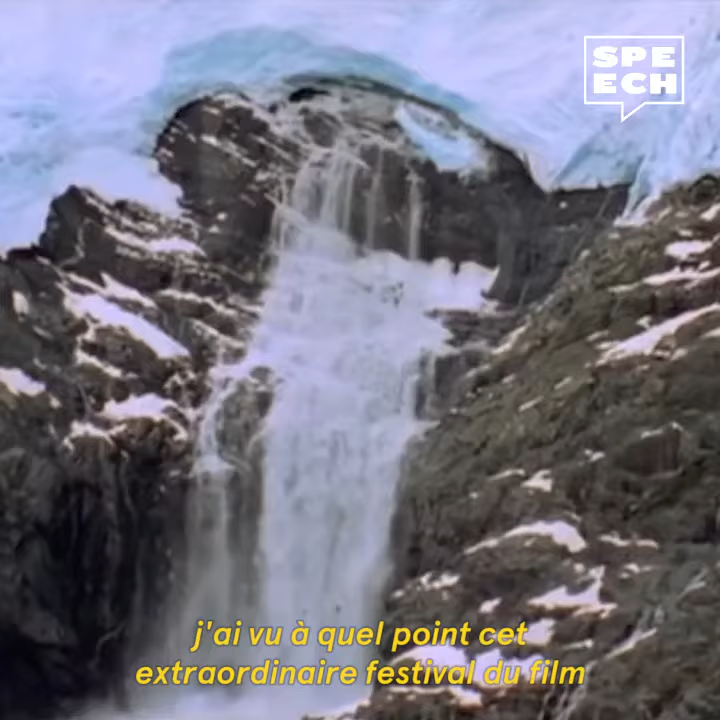 SPE
ECH
j'ai vu à quel point cet
extraordinaire festival du film